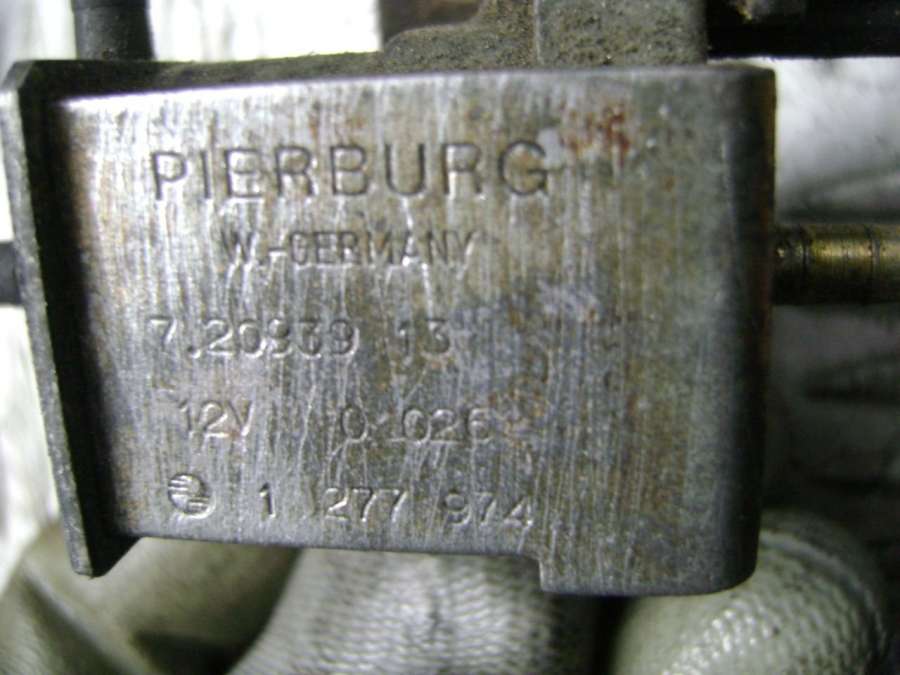 PIERBURG
W.-GERMANY
7.20939 13
12V 0 026
1 277 974